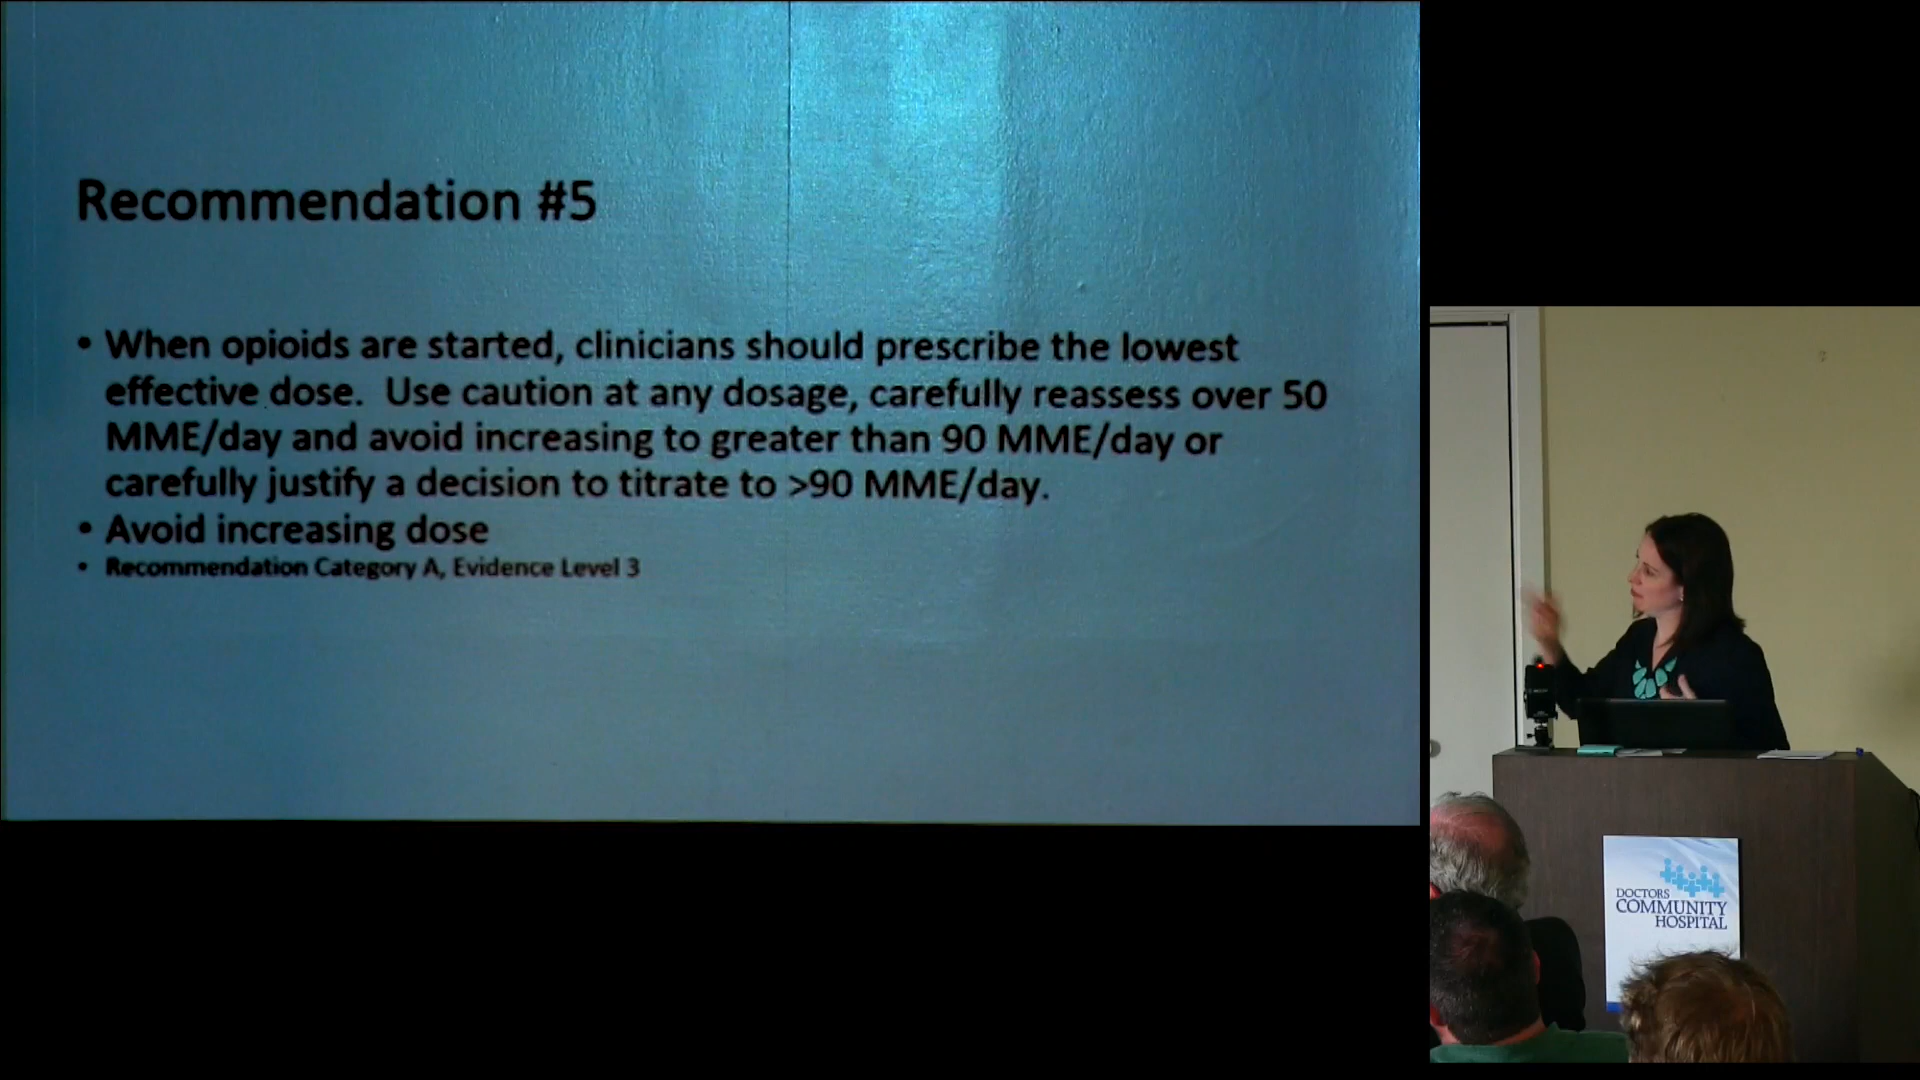 Recommendation #5
• When opioids are started, clinicians should prescribe the lowest
effective dose.  Use caution at any dosage, carefully reassess over 50
MME/day and avoid increasing to greater than 90 MME/day or
carefully justify a decision to titrate to >90 MME/day.
• Avoid increasing dose
• Recommendation Category A, Evidence Level 3
DOCTORS
COMMUNITY
HOSPITAL